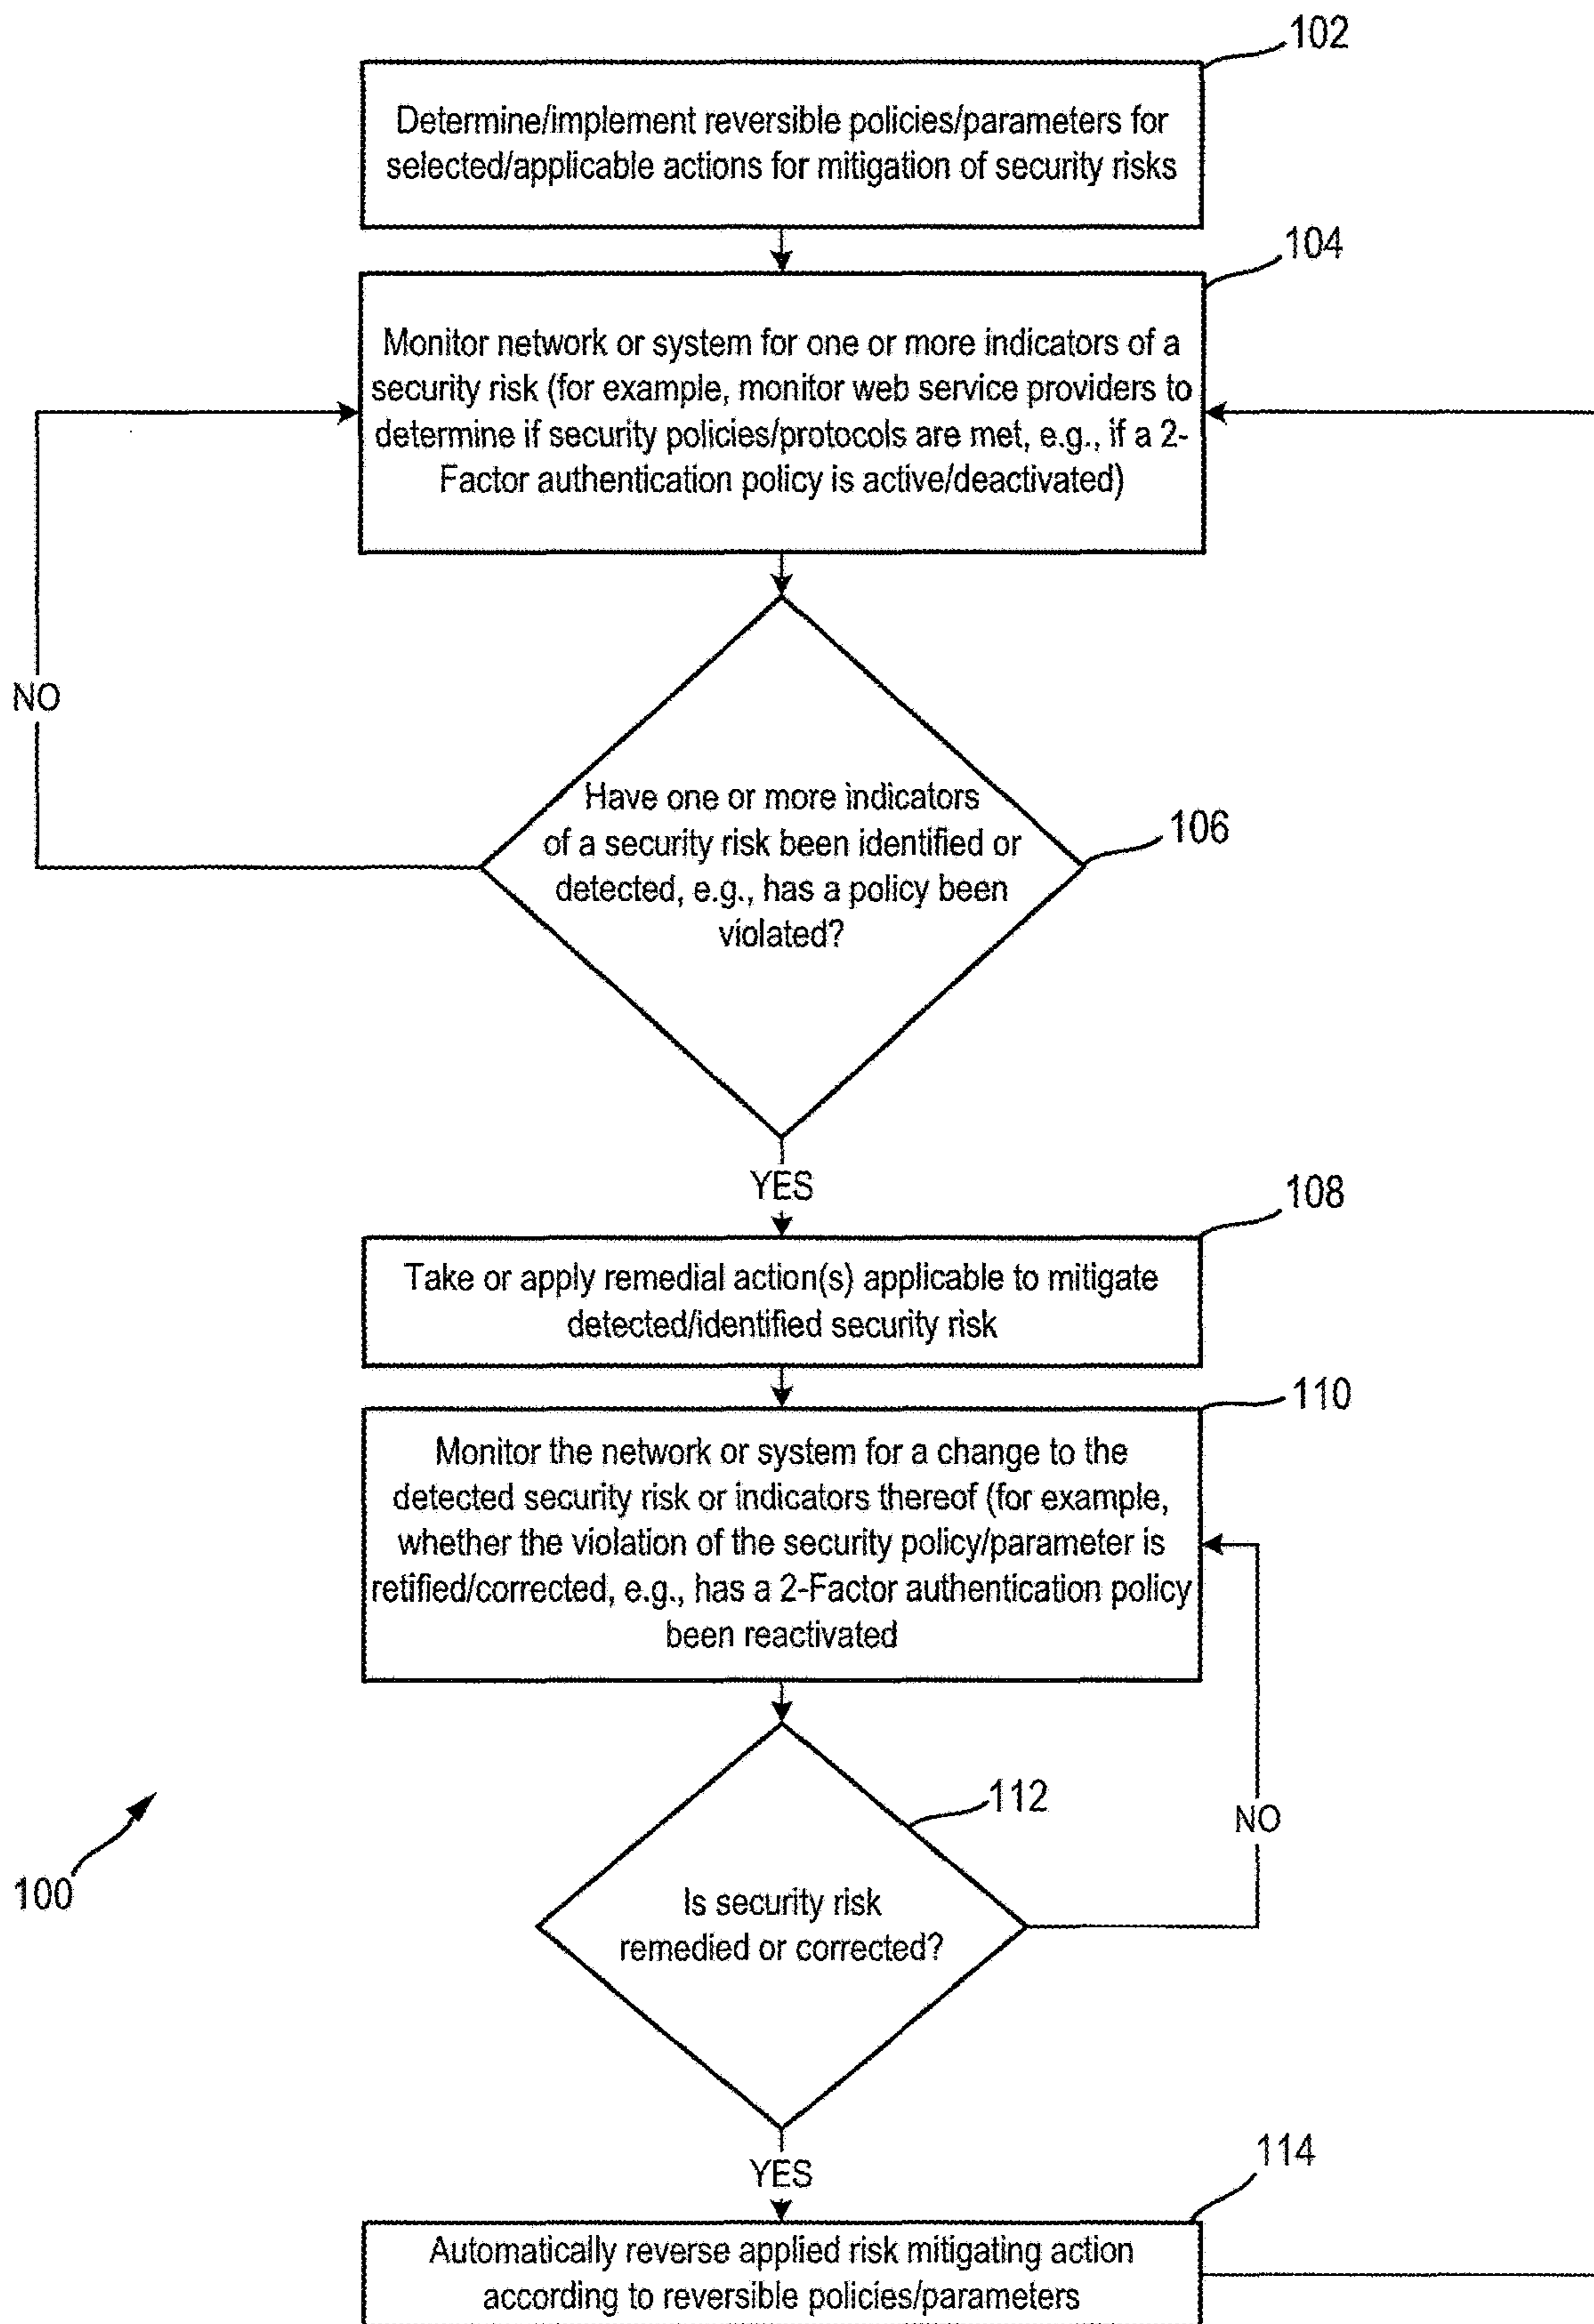 102
Determine/implement reversible policies/parameters for
selected/applicable actions for mitigation of security risks
104
Monitor network or system for one or more indicators of a
security risk (for example, monitor web service providers to
determine if security policies/protocols are met, e.g., if a 2-
Factor authentication policy is active/deactivated)
NO
Have one or more indicators
of a security risk been identified or
detected, e.g., has a policy been
violated?
106
YES
108
Take or apply remedial action(s) applicable to mitigate
detected/identified security risk
110
Monitor the network or system for a change to the
detected security risk or indicators thereof (for example,
whether the violation of the security policy/parameter is
retified/corrected, e.g., has a 2-Factor authentication policy
been reactivated
112
NO
100
Is security risk
remedied or corrected?
YES
114
Automatically reverse applied risk mitigating action
according to reversible policies/parameters